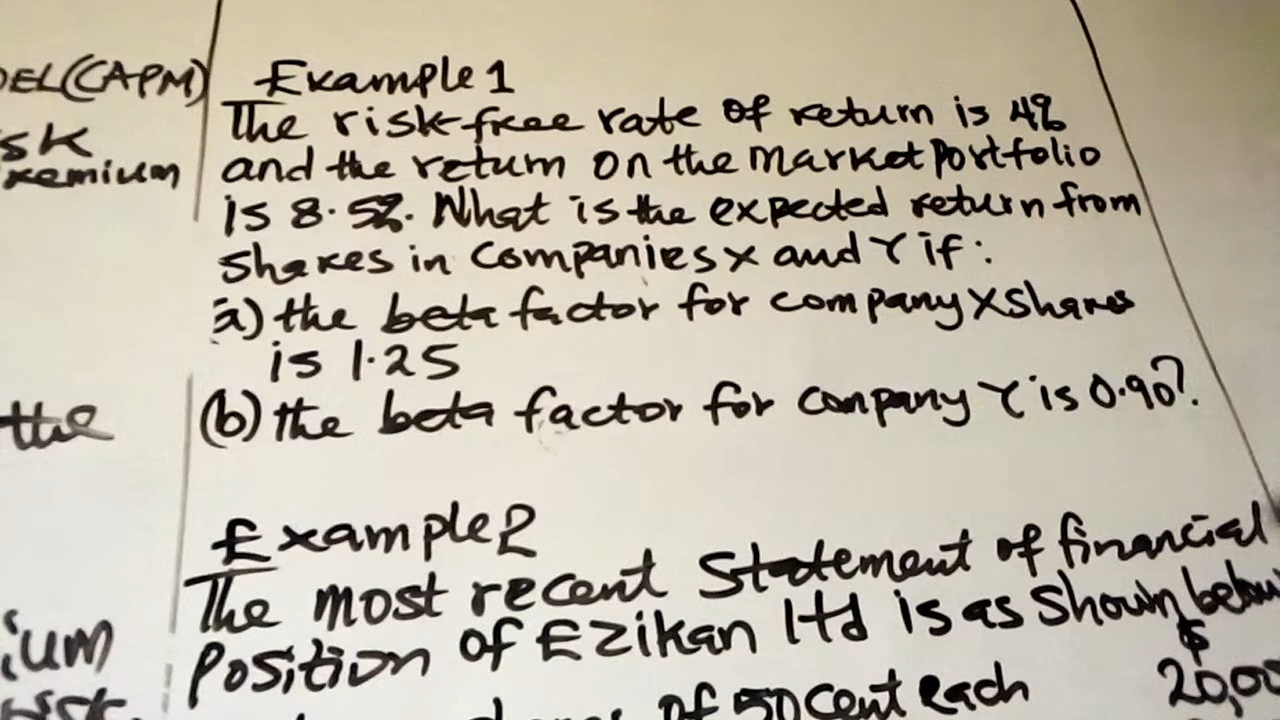 DEL(CAPM)
sk
remium
the
ium
Example 1
The risk-free rate of return is 4%
and the return on the market portfolio
is 8.5%. What is the expected return from
shares in companies X and Y if:
a) the beta factor for company X shares
is 1.25
(b) the beta factor for company Y is 0.90?
Example 2
The most recent statement of financial
position of Ezikan ltd is as shown below
$
of 50 cent each 20,00